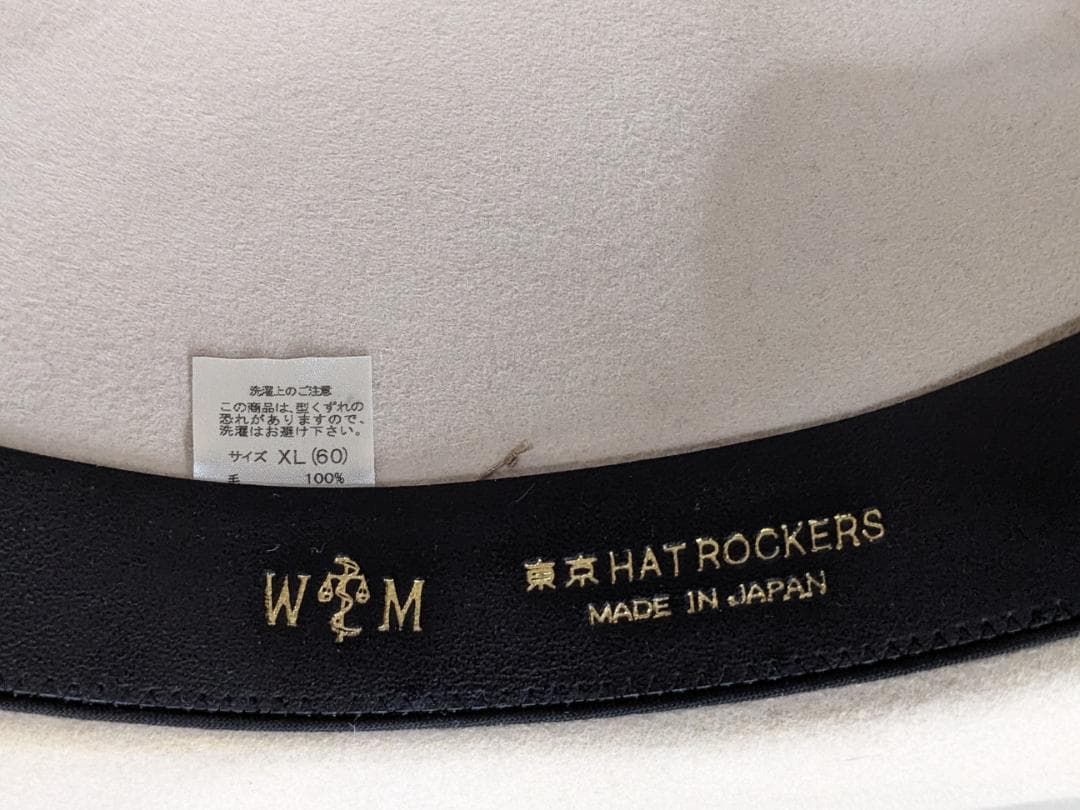 洗濯上のご注意
この商品は、型くずれの
恐れがありますので、
洗濯はお避け下さい。
サイズ XL (60)
毛 100%
W M
東京 HAT ROCKERS
MADE IN JAPAN